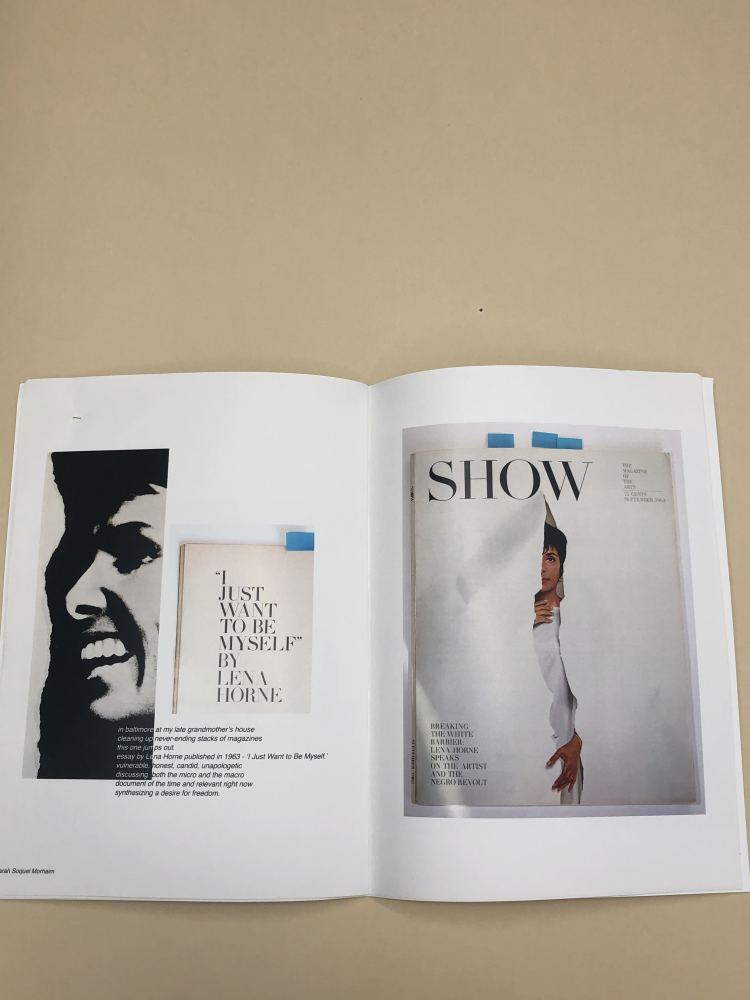 "I
JUST
WANT
TO BE
MYSELF"
BY
LENA
HORNE
in baltimore at my late grandmother's house
cleaning up never-ending stacks of magazines
this one jumps out.
essay by Lena Horne published in 1963 - 'I Just Want to Be Myself.'
vulnerable, honest, candid, unapologetic
discussing both the micro and the macro
document of the time and relevant right now
synthesizing a desire for freedom.
arah Soquel Morhaim
SHOW
THE
MAGAZINE
OF
THE
ARTS
75 CENTS
SEPTEMBER 1963
BREAKING
THE WHITE
BARRIER:
LENA HORNE
SPEAKS
ON THE ARTIST
AND THE
NEGRO REVOLT